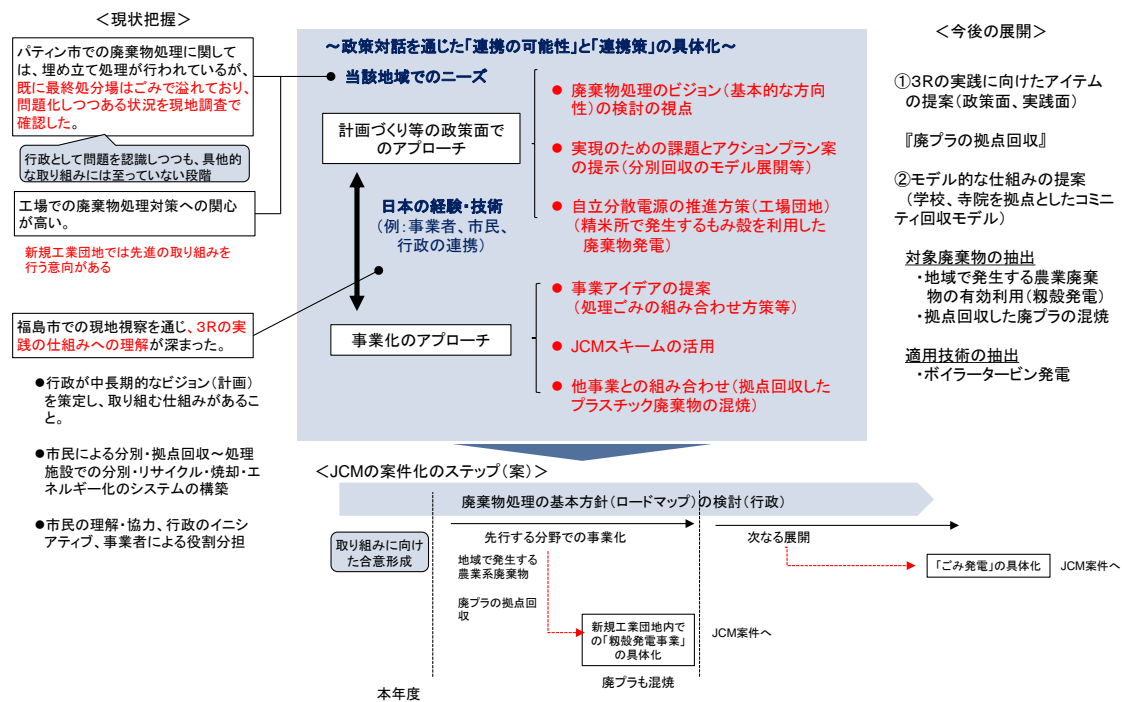 ＜現状把握＞
パティン市での廃棄物処理に関して
は、埋め立て処理が行われているが、
既に最終処分場はごみで溢れており、
問題化しつつある状況を現地調査で
確認した。
行政として問題を認識しつつも、具他的
な取り組みには至っていない段階
工場での廃棄物処理対策への関心
が高い。
新規工業団地では先進の取り組みを
行う意向がある
福島市での現地視察を通じ、３Rの実
践の仕組みへの理解が深まった。
●行政が中長期的なビジョン（計画）
を策定し、取り組む仕組みがあるこ
と。
●市民による分別・拠点回収～処理
施設での分別・リサイクル・焼却・エ
ネルギー化のシステムの構築
●市民の理解・協力、行政のイニシ
アティブ、事業者による役割分担
～政策対話を通じた「連携の可能性」と「連携策」の具体化～
当該地域でのニーズ
計画づくり等の政策面で
のアプローチ
日本の経験・技術
（例：事業者、市民、
行政の連携）
事業化のアプローチ
● 廃棄物処理のビジョン（基本的な方向
性）の検討の視点
● 実現のための課題とアクションプラン案
の提示（分別回収のモデル展開等）
● 自立分散電源の推進方策（工場団地）
（精米所で発生するもみ殻を利用した
廃棄物発電）
● 事業アイデアの提案
（処理ごみの組み合わせ方策等）
● JCMスキームの活用
● 他事業との組み合わせ（拠点回収した
プラスチック廃棄物の混焼）
＜今後の展開＞
①３Rの実践に向けたアイテム
の提案（政策面、実践面）
『廃プラの拠点回収』
②モデル的な仕組みの提案
（学校、寺院を拠点としたコミニ
ティ回収モデル）
対象廃棄物の抽出
・地域で発生する農業廃棄
物の有効利用（籾殻発電）
・拠点回収した廃プラの混焼
適用技術の抽出
・ボイラータービン発電
＜JCMの案件化のステップ（案）＞
廃棄物処理の基本方針（ロードマップ）の検討（行政）
取り組みに向け
た合意形成
先行する分野での事業化
地域で発生する
農業系廃棄物
廃プラの拠点回
収
新規工業団地内で
の「籾殻発電事業」
の具体化
廃プラも混焼
JCM案件へ
次なる展開
「ごみ発電」の具体化
JCM案件へ
本年度